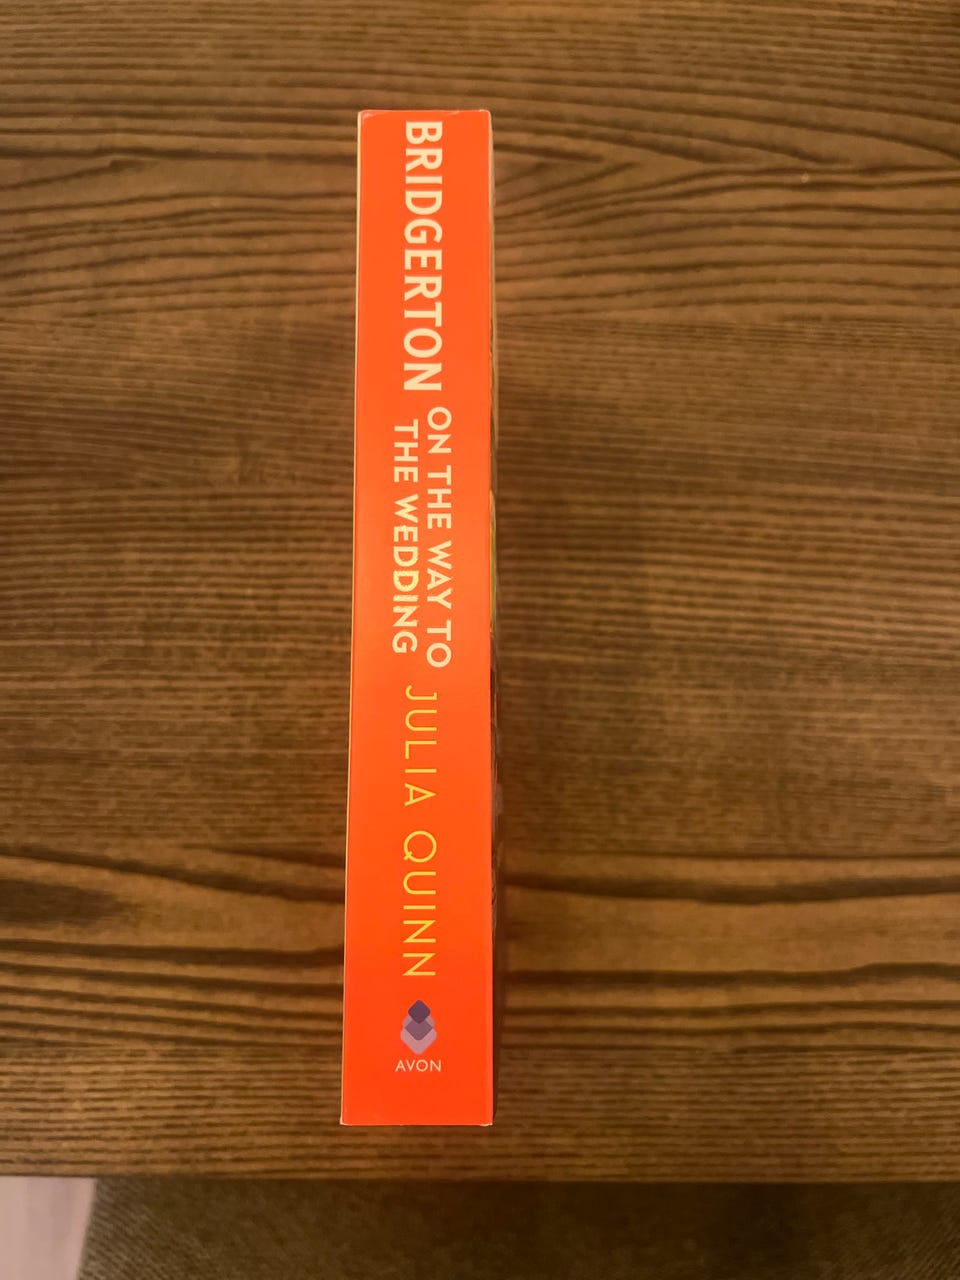 BRIDGERTON
ON THE WAY TO
THE WEDDING
JULIA QUINN
AVON